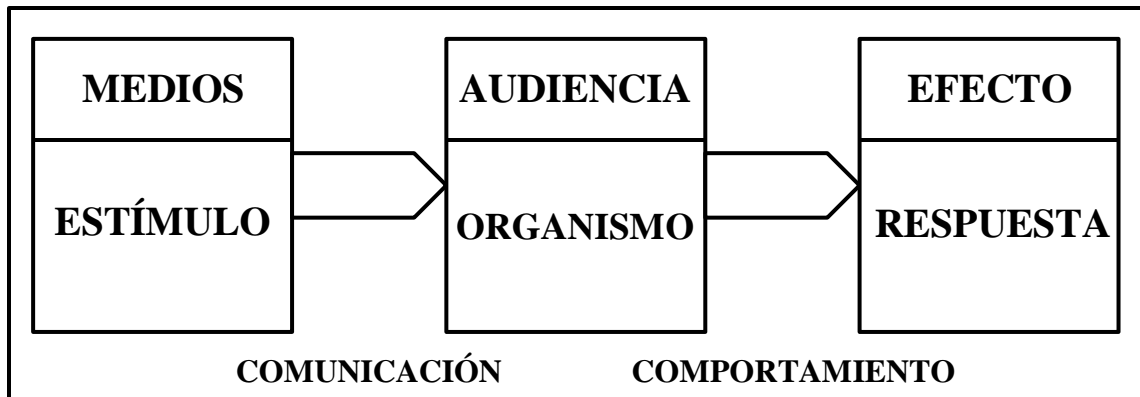 MEDIOS
ESTÍMULO
AUDIENCIA
ORGANISMO
EFECTO
RESPUESTA
COMUNICACIÓN
COMPORTAMIENTO